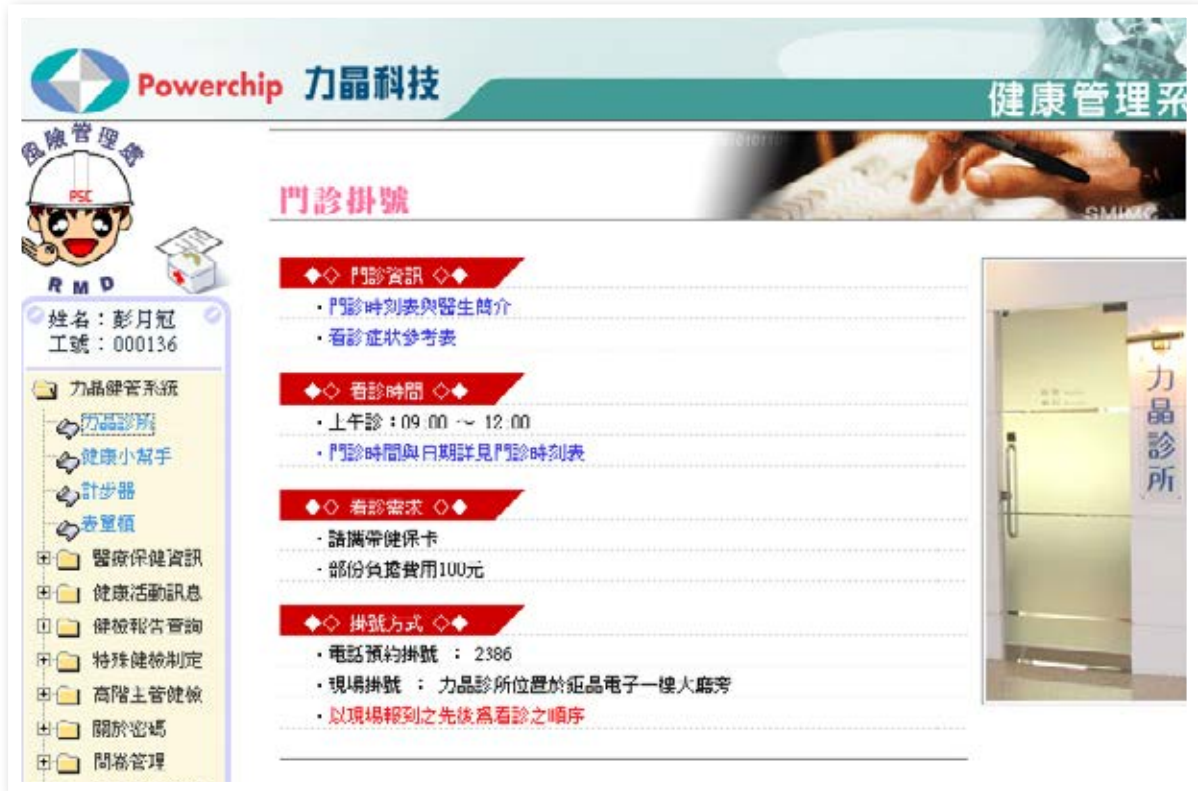 Powerchip 力晶科技
健康管理系
風險管理處
PSC
RMD
門診掛號
SMIMC
姓名：彭月冠
工號：000136
力晶健管系統
力晶診所
健康小幫手
計步器
表單櫃
醫療保健資訊
健康活動訊息
健檢報告查詢
特殊健檢制定
高階主管健檢
關於密碼
問卷管理
◆◇ 門診資訊 ◇◆
‧門診時刻表與醫生簡介
‧看診症狀參考表
◆◇ 看診時間 ◇◆
‧上午診：09:00 ～ 12:00
‧門診時間與日期詳見門診時刻表
◆◇ 看診需求 ◇◆
‧請攜帶健保卡
‧部份負擔費用100元
◆◇ 掛號方式 ◇◆
‧電話預約掛號 ： 2386
‧現場掛號 ： 力晶診所位置於鉅晶電子一樓大廳旁
‧以現場報到之先後為看診之順序
力晶診所